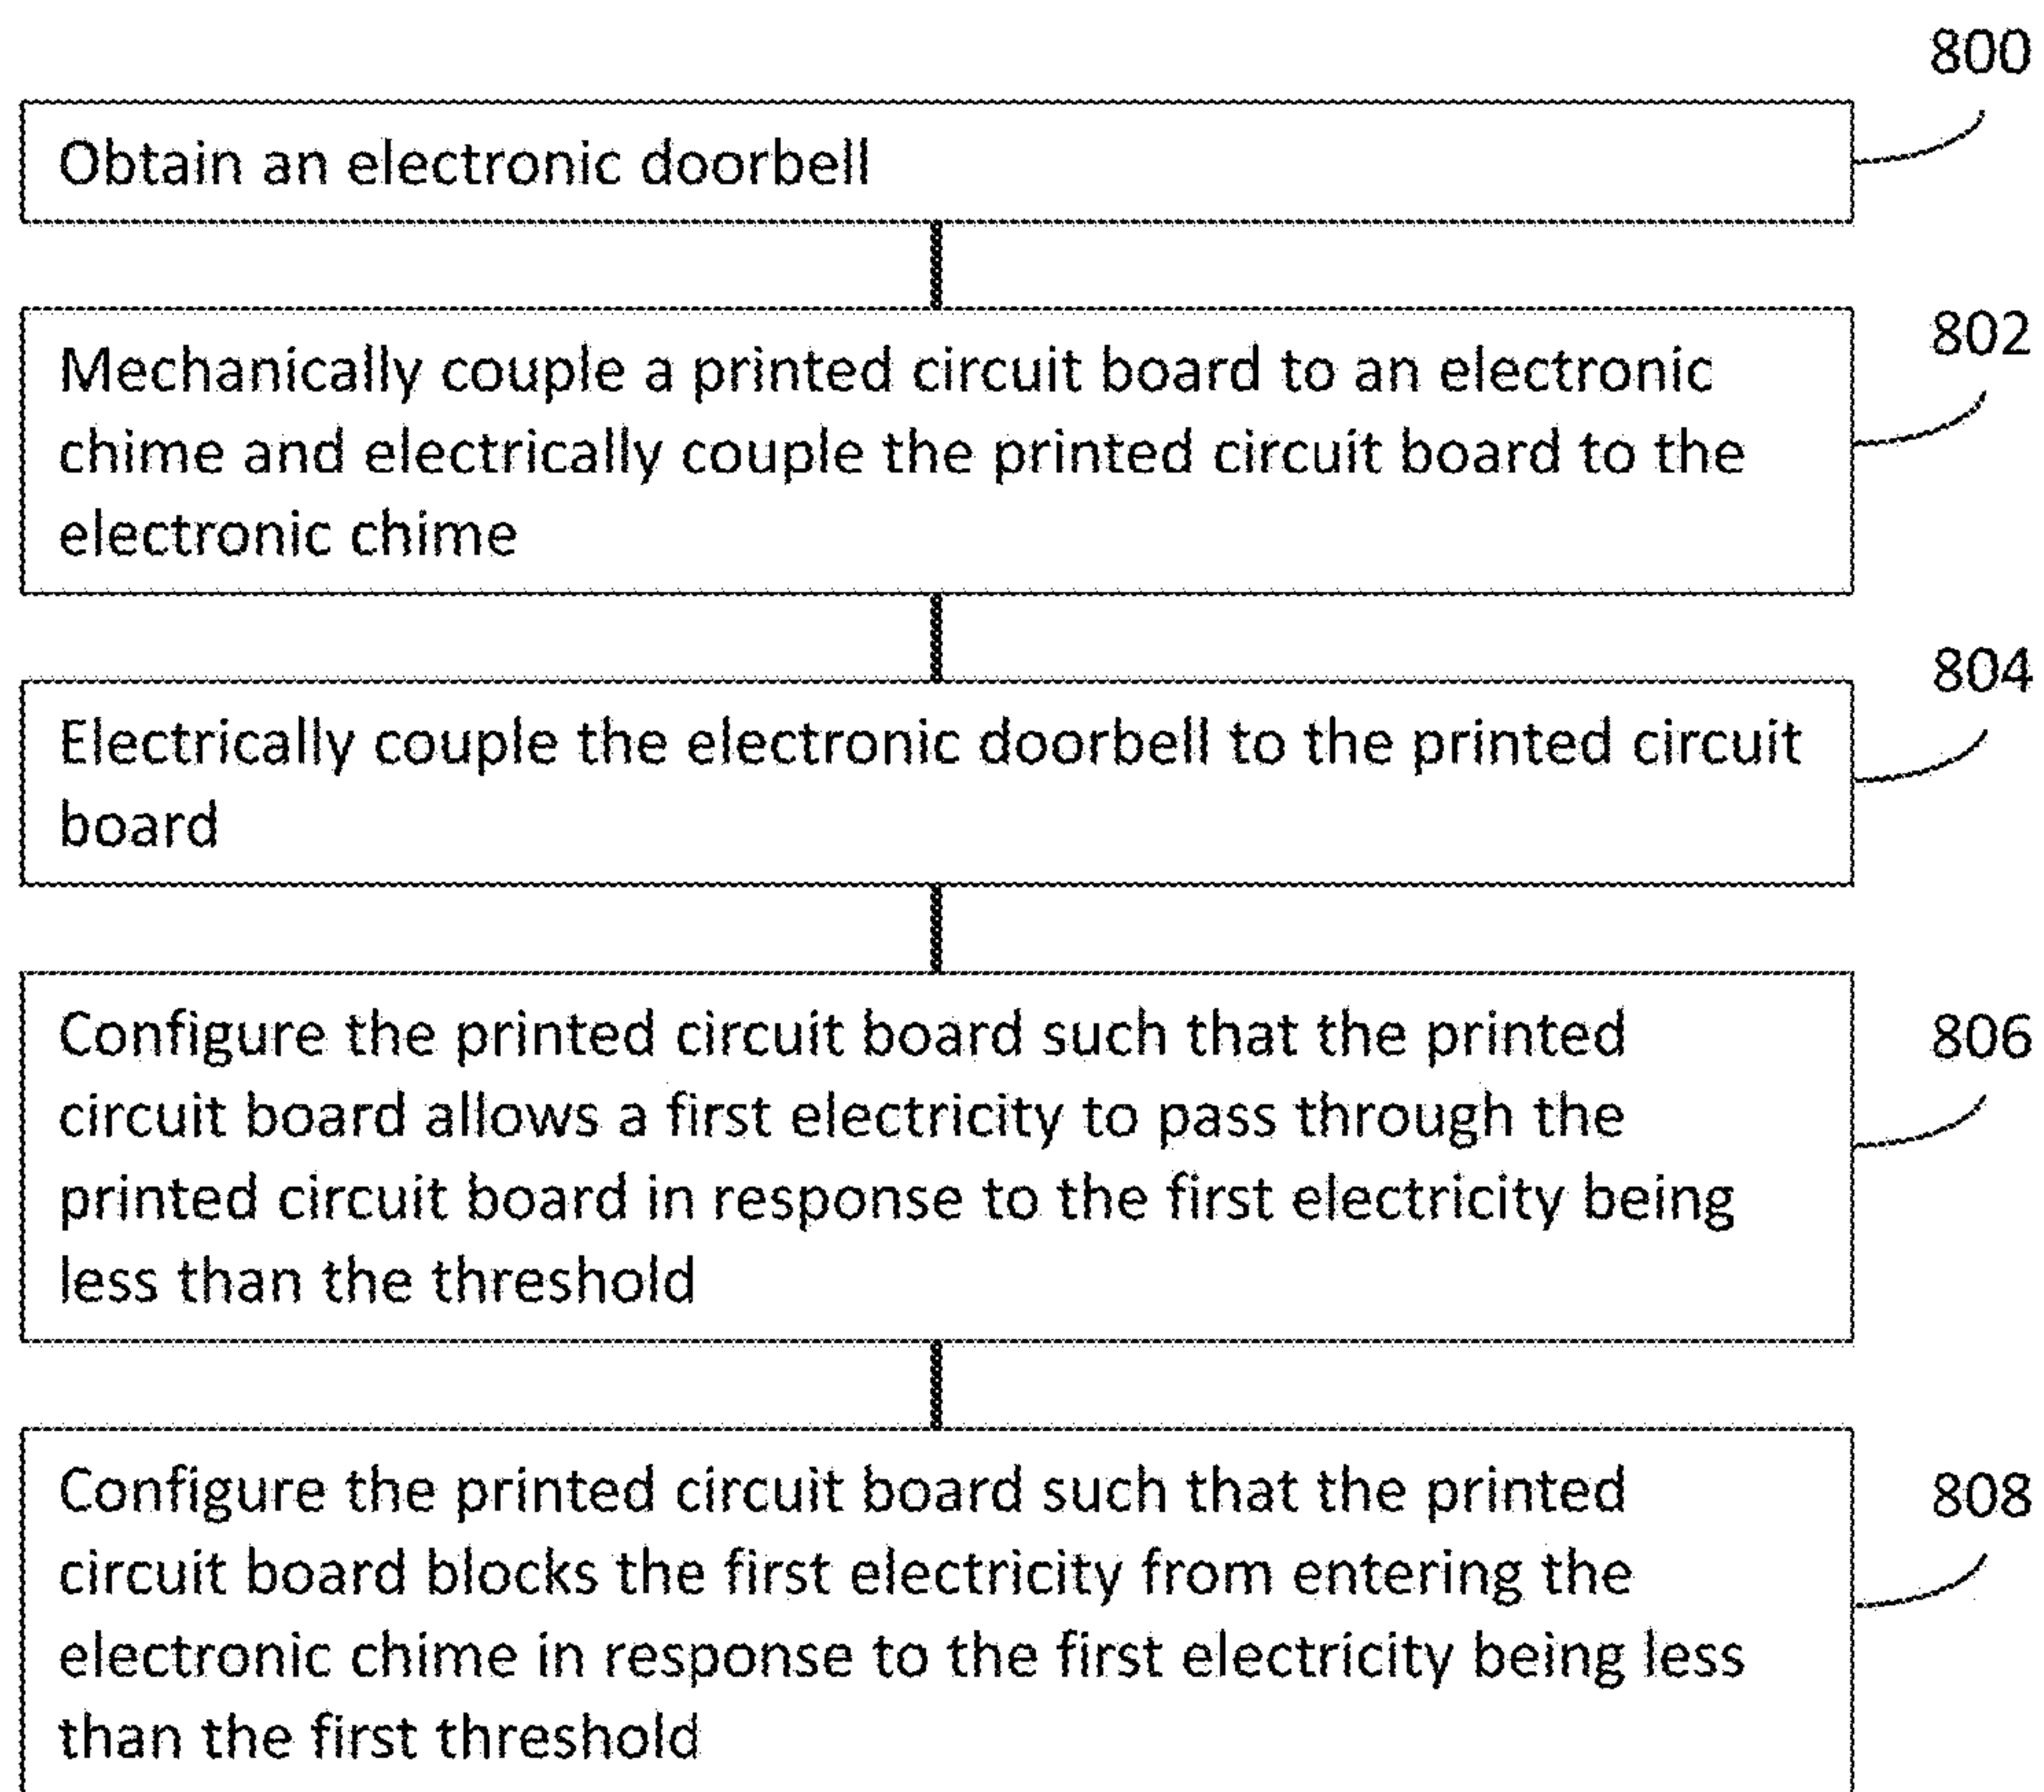 800
Obtain an electronic doorbell
802
Mechanically couple a printed circuit board to an electronic
chime and electrically couple the printed circuit board to the
electronic chime
804
Electrically couple the electronic doorbell to the printed circuit
board
806
Configure the printed circuit board such that the printed
circuit board allows a first electricity to pass through the
printed circuit board in response to the first electricity being
less than the threshold
808
Configure the printed circuit board such that the printed
circuit board blocks the first electricity from entering the
electronic chime in response to the first electricity being less
than the first threshold